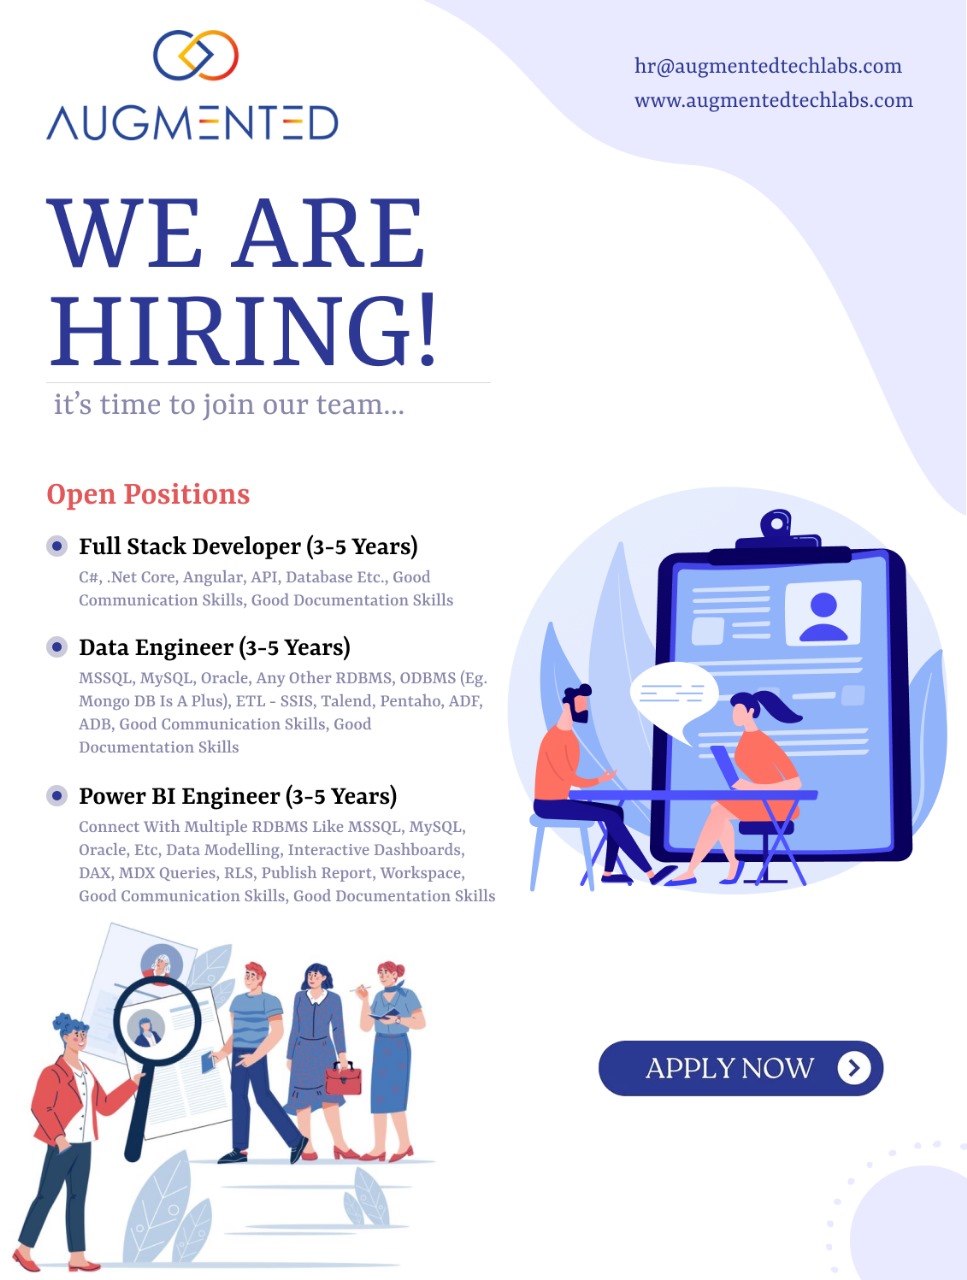 AUGMENTED
hr@augmentedtechlabs.com
www.augmentedtechlabs.com
WE ARE
HIRING!
it's time to join our team...
Open Positions
Full Stack Developer (3-5 Years)
C#, .Net Core, Angular, API, Database Etc., Good
Communication Skills, Good Documentation Skills
Data Engineer (3-5 Years)
MSSQL, MySQL, Oracle, Any Other RDBMS, ODBMS (Eg.
Mongo DB Is A Plus), ETL - SSIS, Talend, Pentaho, ADF,
ADB, Good Communication Skills, Good
Documentation Skills
Power BI Engineer (3-5 Years)
Connect With Multiple RDBMS Like MSSQL, MySQL,
Oracle, Etc, Data Modelling, Interactive Dashboards,
DAX, MDX Queries, RLS, Publish Report, Workspace,
Good Communication Skills, Good Documentation Skills
APPLY NOW